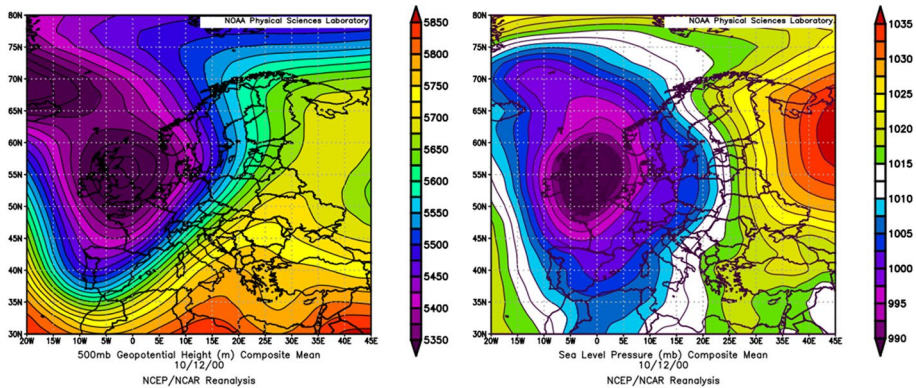 NOAA Physical Sciences Laboratory
80N
75N
70N
65N
60N
55N
50N
45N
40N
35N
30N
20W 15W 10W 5W 0 5E 10E 15E 20E 25E 30E 35E 40E 45E
5850
5800
5750
5700
5650
5600
5550
5500
5450
5400
5350
500mb Geopotential Height (m) Composite Mean
10/12/00
NCEP/NCAR Reanalysis
NOAA Physical Sciences Laboratory
80N
75N
70N
65N
60N
55N
50N
45N
40N
35N
30N
20W 15W 10W 5W 0 5E 10E 15E 20E 25E 30E 35E 40E 45E
1035
1030
1025
1020
1015
1010
1005
1000
995
990
Sea Level Pressure (mb) Composite Mean
10/12/00
NCEP/NCAR Reanalysis